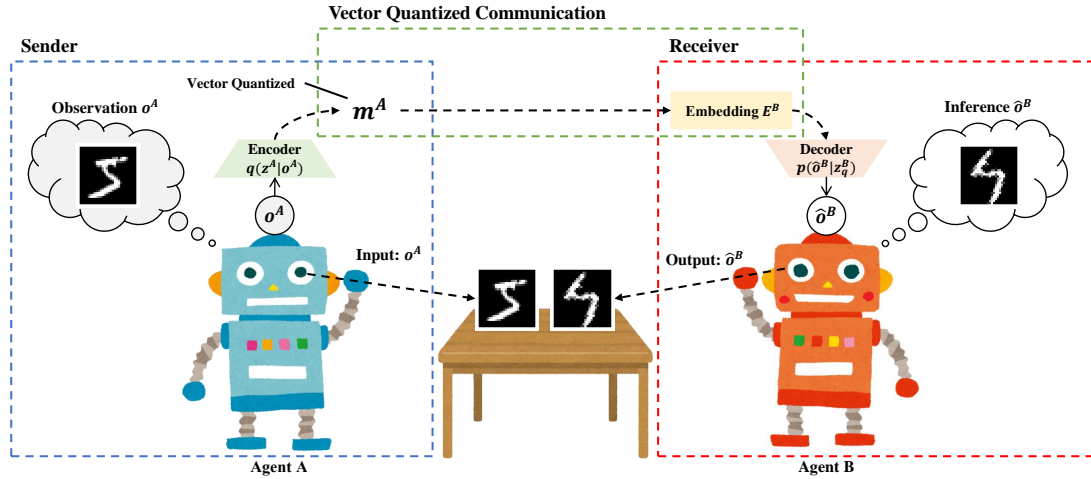 Vector Quantized Communication
Sender
Receiver
Vector Quantized
Observation o^A
m^A
Embedding E^B
Inference ô^B
Encoder
q(z^A|o^A)
Decoder
p(ô^B|z_q^B)
o^A
ô^B
Input: o^A
Output: ô^B
Agent A
Agent B